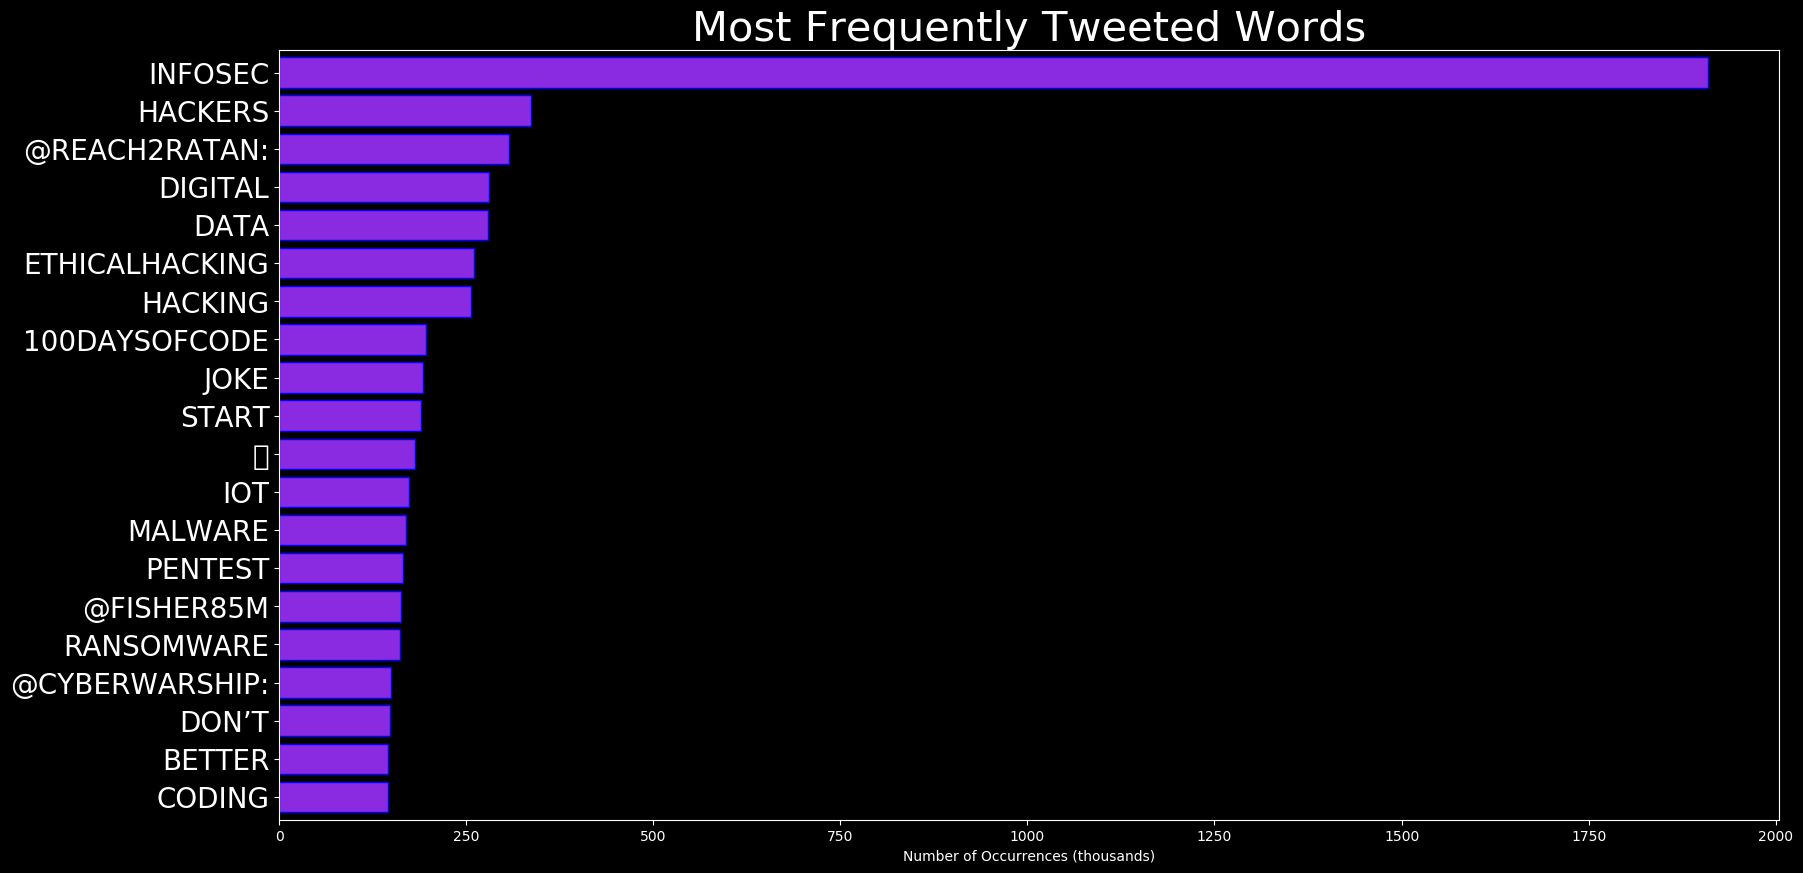 Most Frequently Tweeted Words
INFOSEC
HACKERS
@REACH2RATAN:
DIGITAL
DATA
ETHICALHACKING
HACKING
100DAYSOFCODE
JOKE
START
IOT
MALWARE
PENTEST
@FISHER85M
RANSOMWARE
@CYBERWARSHIP:
DON’T
BETTER
CODING
0 250 500 750 1000 1250 1500 1750 2000
Number of Occurrences (thousands)